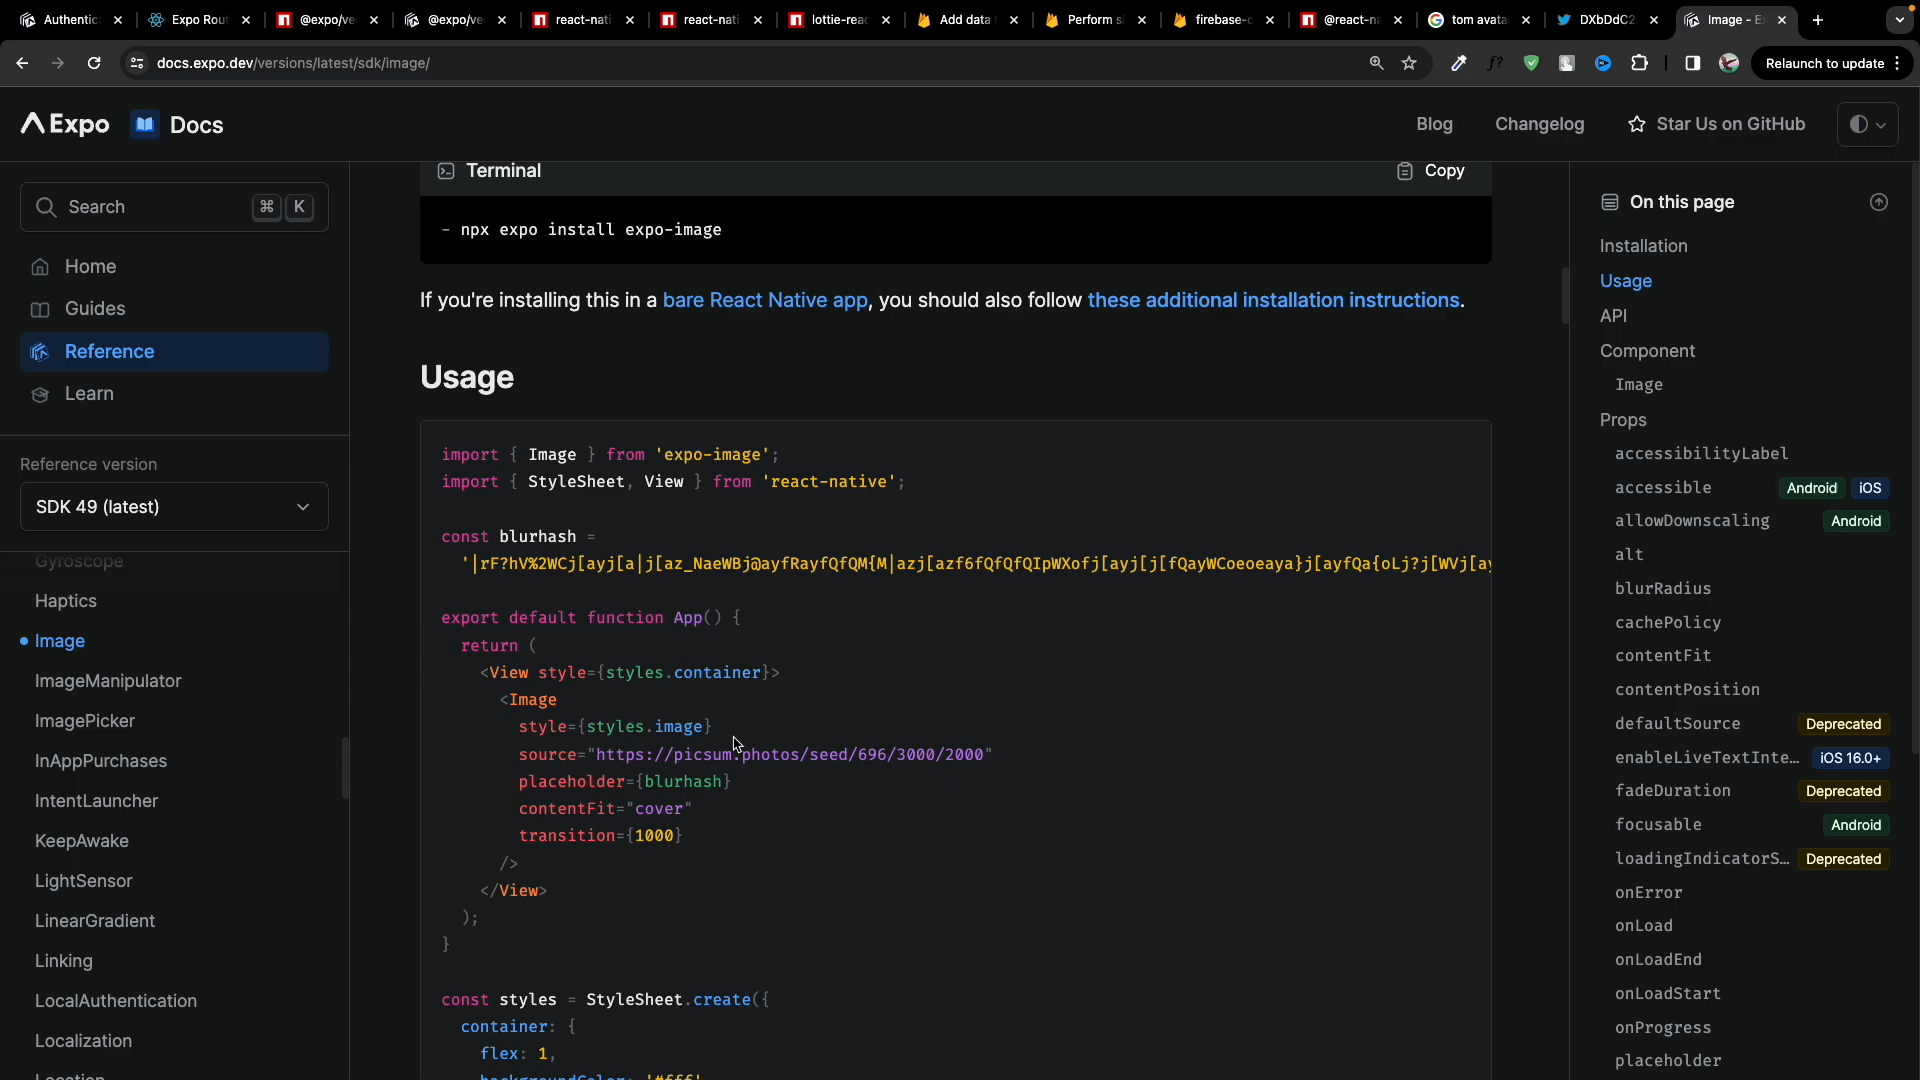 Authentic
Expo Rou
@expo/ve
@expo/ve
react-nati
react-nati
lottie-reac
Add data
Perform si
firebase-c
@react-na
tom avata
DXbDdC2
Image - E
docs.expo.dev/versions/latest/sdk/image/
Relaunch to update
Expo Docs
Blog
Changelog
Star Us on GitHub
Search
⌘ K
Home
Guides
Reference
Learn
Reference version
SDK 49 (latest)
Gyroscope
Haptics
Image
ImageManipulator
ImagePicker
InAppPurchases
IntentLauncher
KeepAwake
LightSensor
LinearGradient
Linking
LocalAuthentication
Localization
Location
Terminal
Copy
- npx expo install expo-image
If you're installing this in a bare React Native app, you should also follow these additional installation instructions.
Usage
import { Image } from 'expo-image';
import { StyleSheet, View } from 'react-native';
const blurhash =
'|rF?hV%2WCj[ayj[a|j[az_NaeWBj@ayfRayfQfQM{M|azj[azf6fQfQfQIpWXofj[ayj[j[fQayWCoeoeaya}j[ayfQa{oLj?j[WVj[ay
export default function App() {
return (
<View style={styles.container}>
<Image
style={styles.image}
source="https://picsum.photos/seed/696/3000/2000"
placeholder={blurhash}
contentFit="cover"
transition={1000}
/>
</View>
);
}
const styles = StyleSheet.create({
container: {
flex: 1,
backgroundColor: '#fff'
On this page
Installation
Usage
API
Component
Image
Props
accessibilityLabel
accessible Android iOS
allowDownscaling Android
alt
blurRadius
cachePolicy
contentFit
contentPosition
defaultSource Deprecated
enableLiveTextInte... iOS 16.0+
fadeDuration Deprecated
focusable Android
loadingIndicatorS... Deprecated
onError
onLoad
onLoadEnd
onLoadStart
onProgress
placeholder